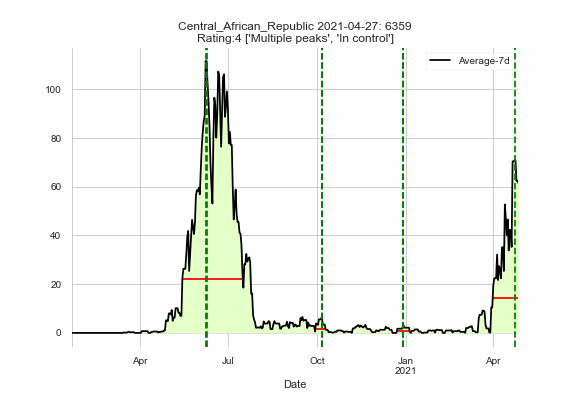 Central_African_Republic 2021-04-27: 6359
Rating:4 ['Multiple peaks', 'In control']
Average-7d
100
80
60
40
20
0
Apr
Jul
Oct
Jan
2021
Apr
Date